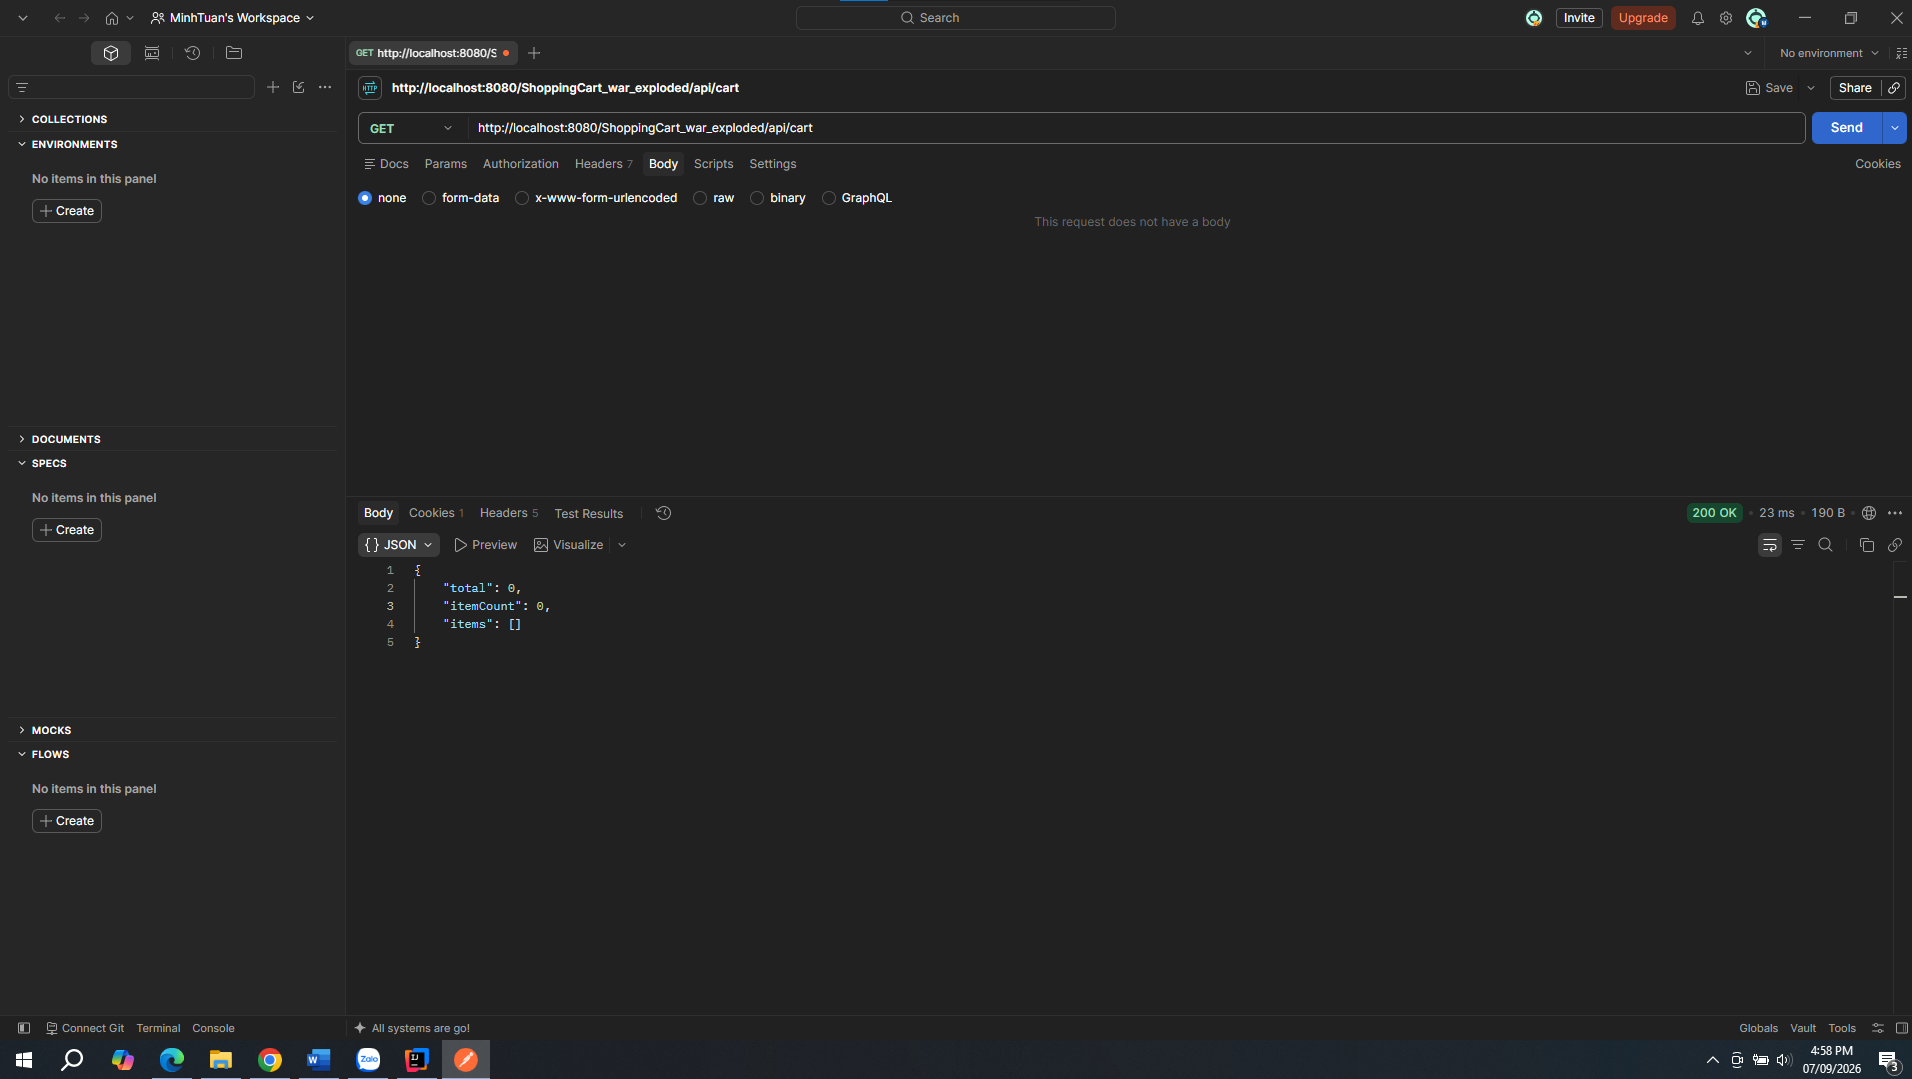 MinhTuan's Workspace
Search
Invite
Upgrade
GET http://localhost:8080/S
No environment
HTTP
http://localhost:8080/ShoppingCart_war_exploded/api/cart
Save
Share
COLLECTIONS
ENVIRONMENTS
No items in this panel
Create
DOCUMENTS
SPECS
No items in this panel
Create
MOCKS
FLOWS
No items in this panel
Create
GET
http://localhost:8080/ShoppingCart_war_exploded/api/cart
Send
Docs Params Authorization Headers 7 Body Scripts Settings
Cookies
none form-data x-www-form-urlencoded raw binary GraphQL
This request does not have a body
Body Cookies 1 Headers 5 Test Results
200 OK • 23 ms • 190 B
{} JSON Preview Visualize
1 {
2 "total": 0,
3 "itemCount": 0,
4 "items": []
5 }
Connect Git Terminal Console
All systems are go!
Globals Vault Tools
W
Zalo
IJ
4:58 PM
07/09/2026
3